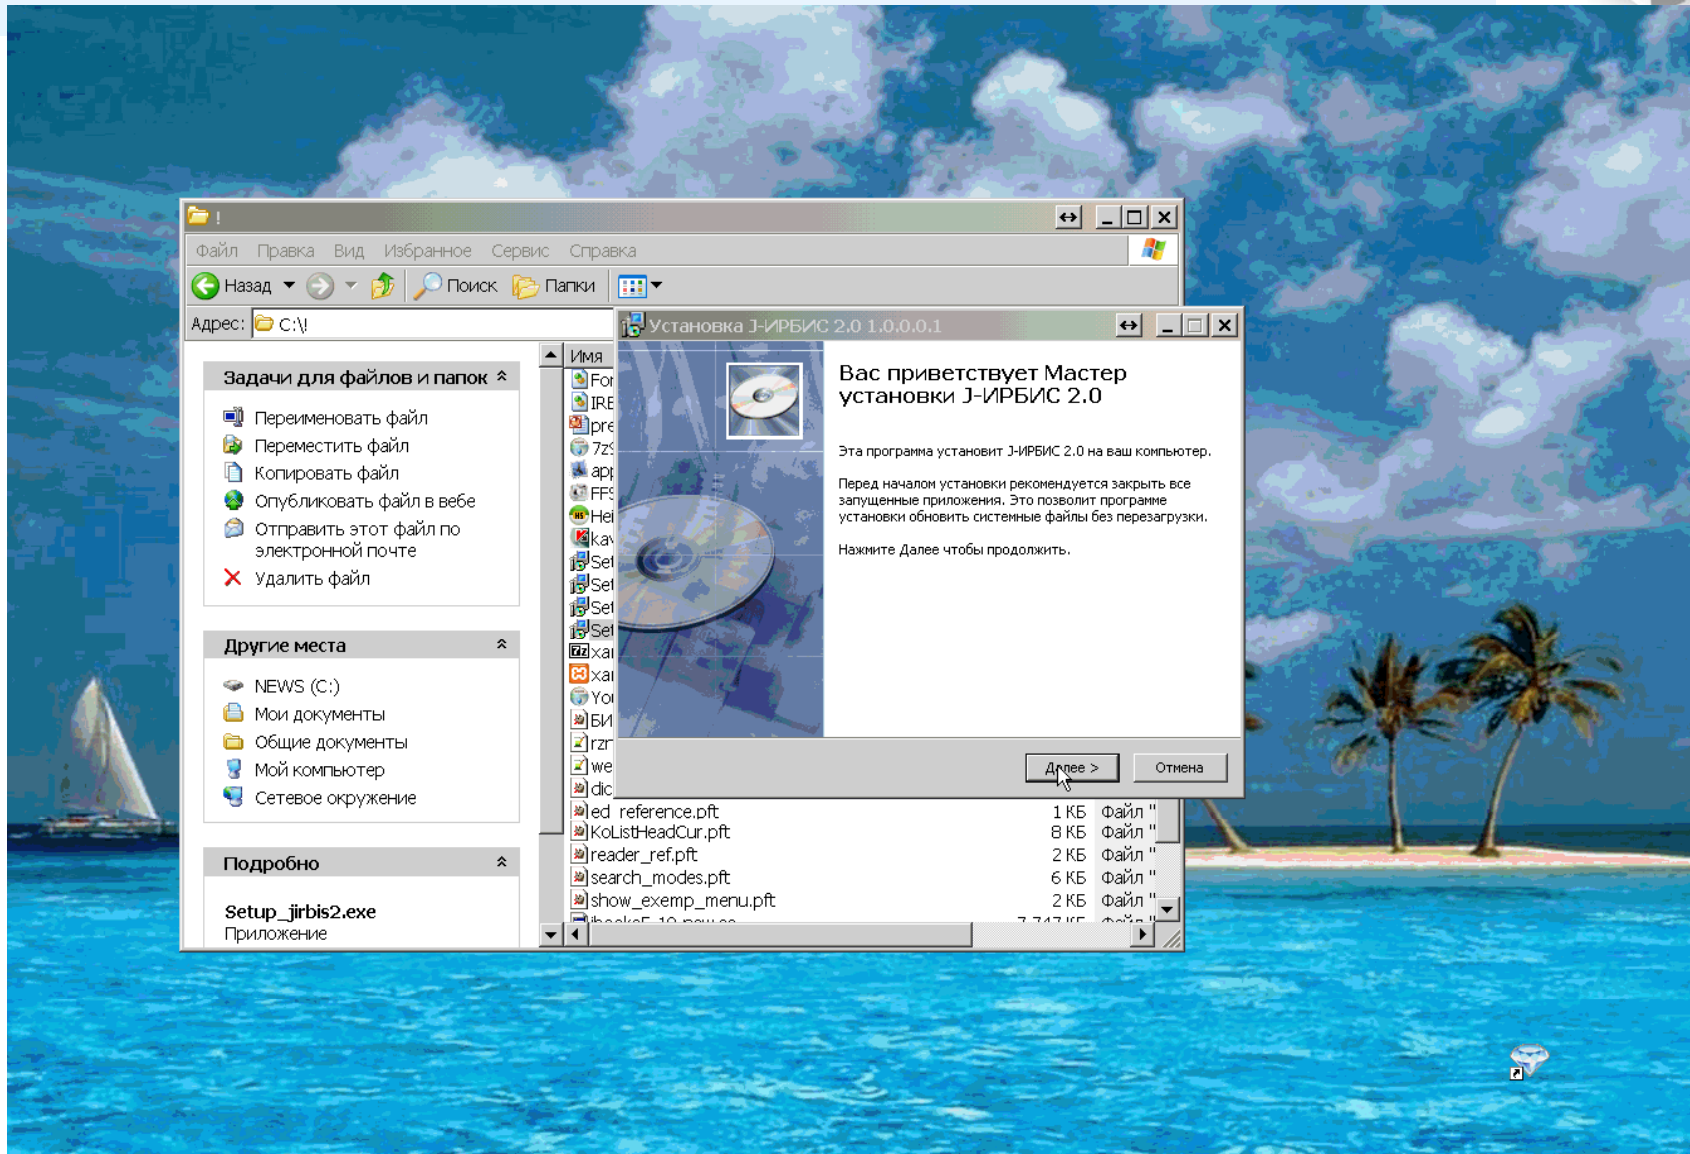 !
Файл Правка Вид Избранное Сервис Справка
Назад Поиск Папки
Адрес: C:\!
Задачи для файлов и папок
Переименовать файл
Переместить файл
Копировать файл
Опубликовать файл в вебе
Отправить этот файл по
электронной почте
Удалить файл
Другие места
NEWS (C:)
Мои документы
Общие документы
Мой компьютер
Сетевое окружение
Подробно
Setup_jirbis2.exe
Приложение
Имя
ed_reference.pft 1 КБ Файл "
KoListHeadCur.pft 8 КБ Файл "
reader_ref.pft 2 КБ Файл "
search_modes.pft 6 КБ Файл "
show_exemp_menu.pft 2 КБ Файл "
Установка J-ИРБИС 2.0 1.0.0.0.1
Вас приветствует Мастер
установки J-ИРБИС 2.0
Эта программа установит J-ИРБИС 2.0 на ваш компьютер.
Перед началом установки рекомендуется закрыть все
запущенные приложения. Это позволит программе
установки обновить системные файлы без перезагрузки.
Нажмите Далее чтобы продолжить.
Далее >
Отмена